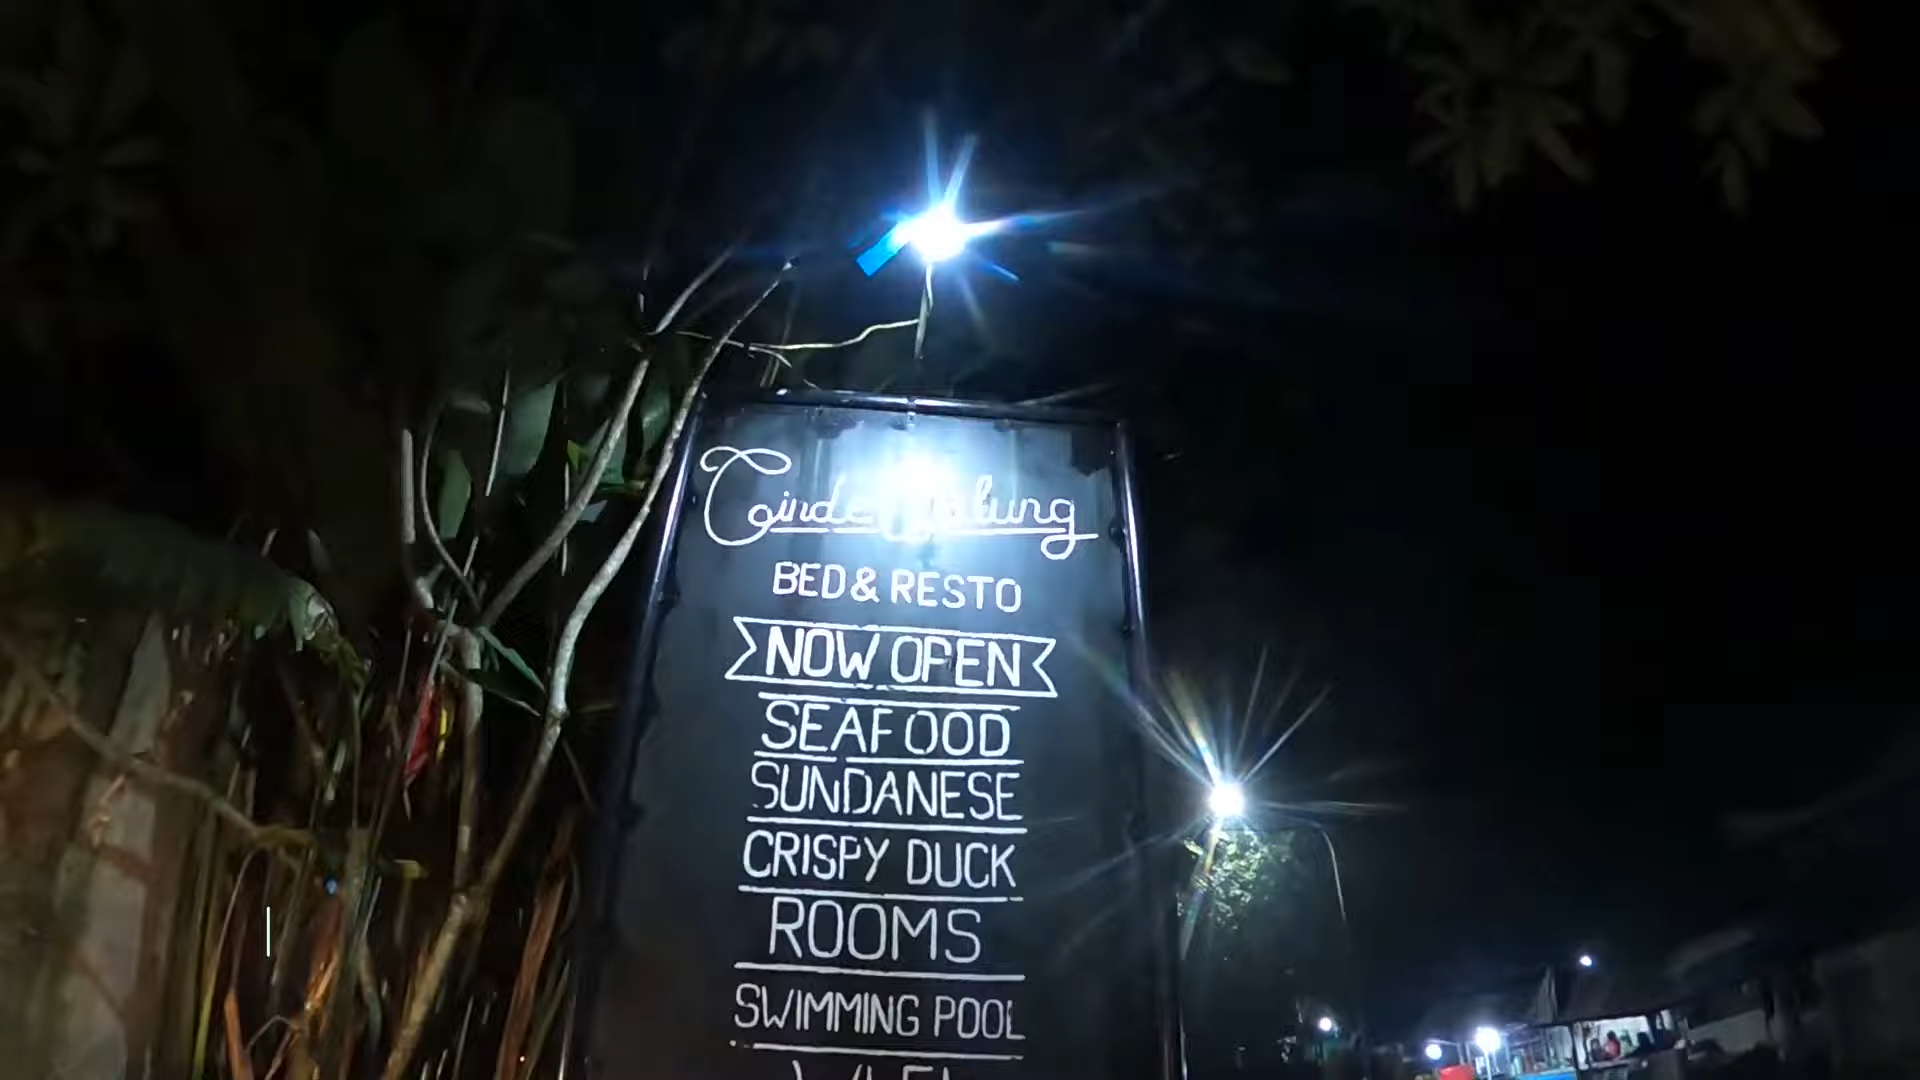 BED & RESTO
NOW OPEN
SEAFOOD
SUNDANESE
CRISPY DUCK
ROOMS
SWIMMING POOL